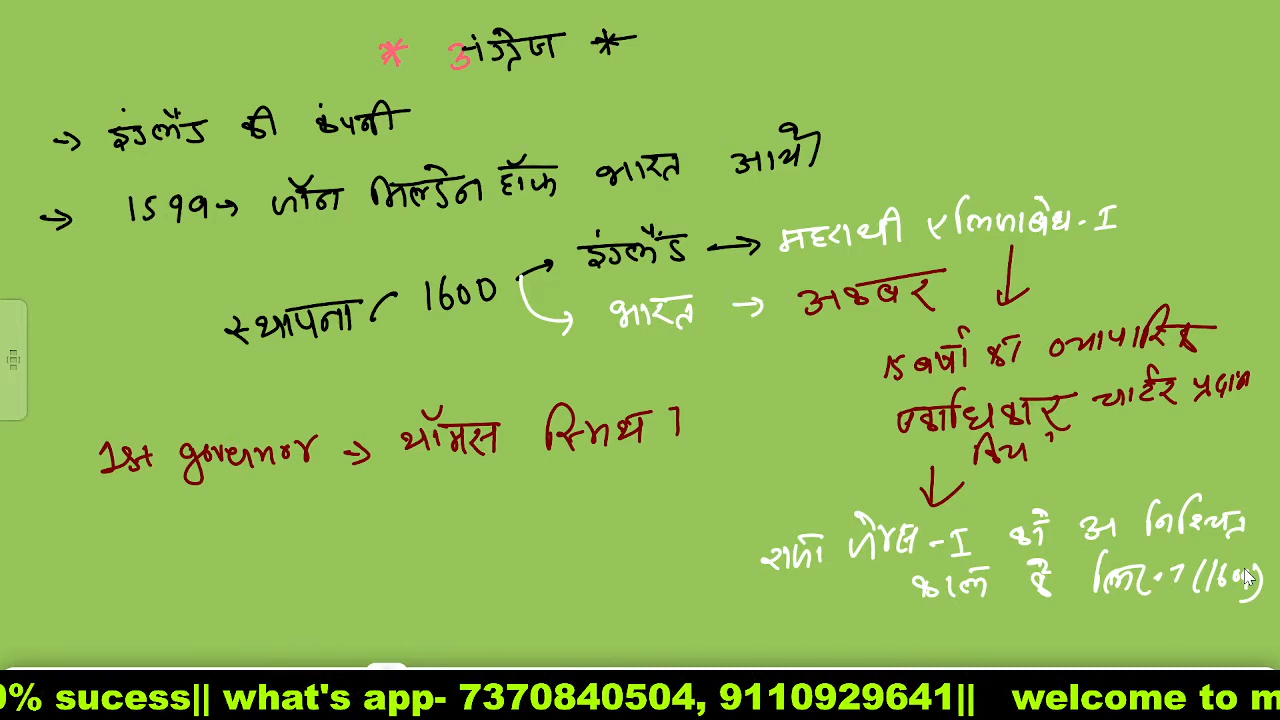 * अंग्रेज *
→ इंग्लैंड की कंपनी
→ 1599 → जॉन मिल्डेन हॉल भारत आये
स्थापना 1600 → इंग्लैंड → महारानी एलिजाबेथ - I
→ भारत → अकबर
15 वर्षों का व्यापारिक
एकाधिकार चार्टर प्रदान
किया
1st governor → थॉमस स्मिथ
राजा जेम्स - I को अनिश्चित
काल के लिए
0% sucess|| what's app- 7370840504, 9110929641|| welcome to m